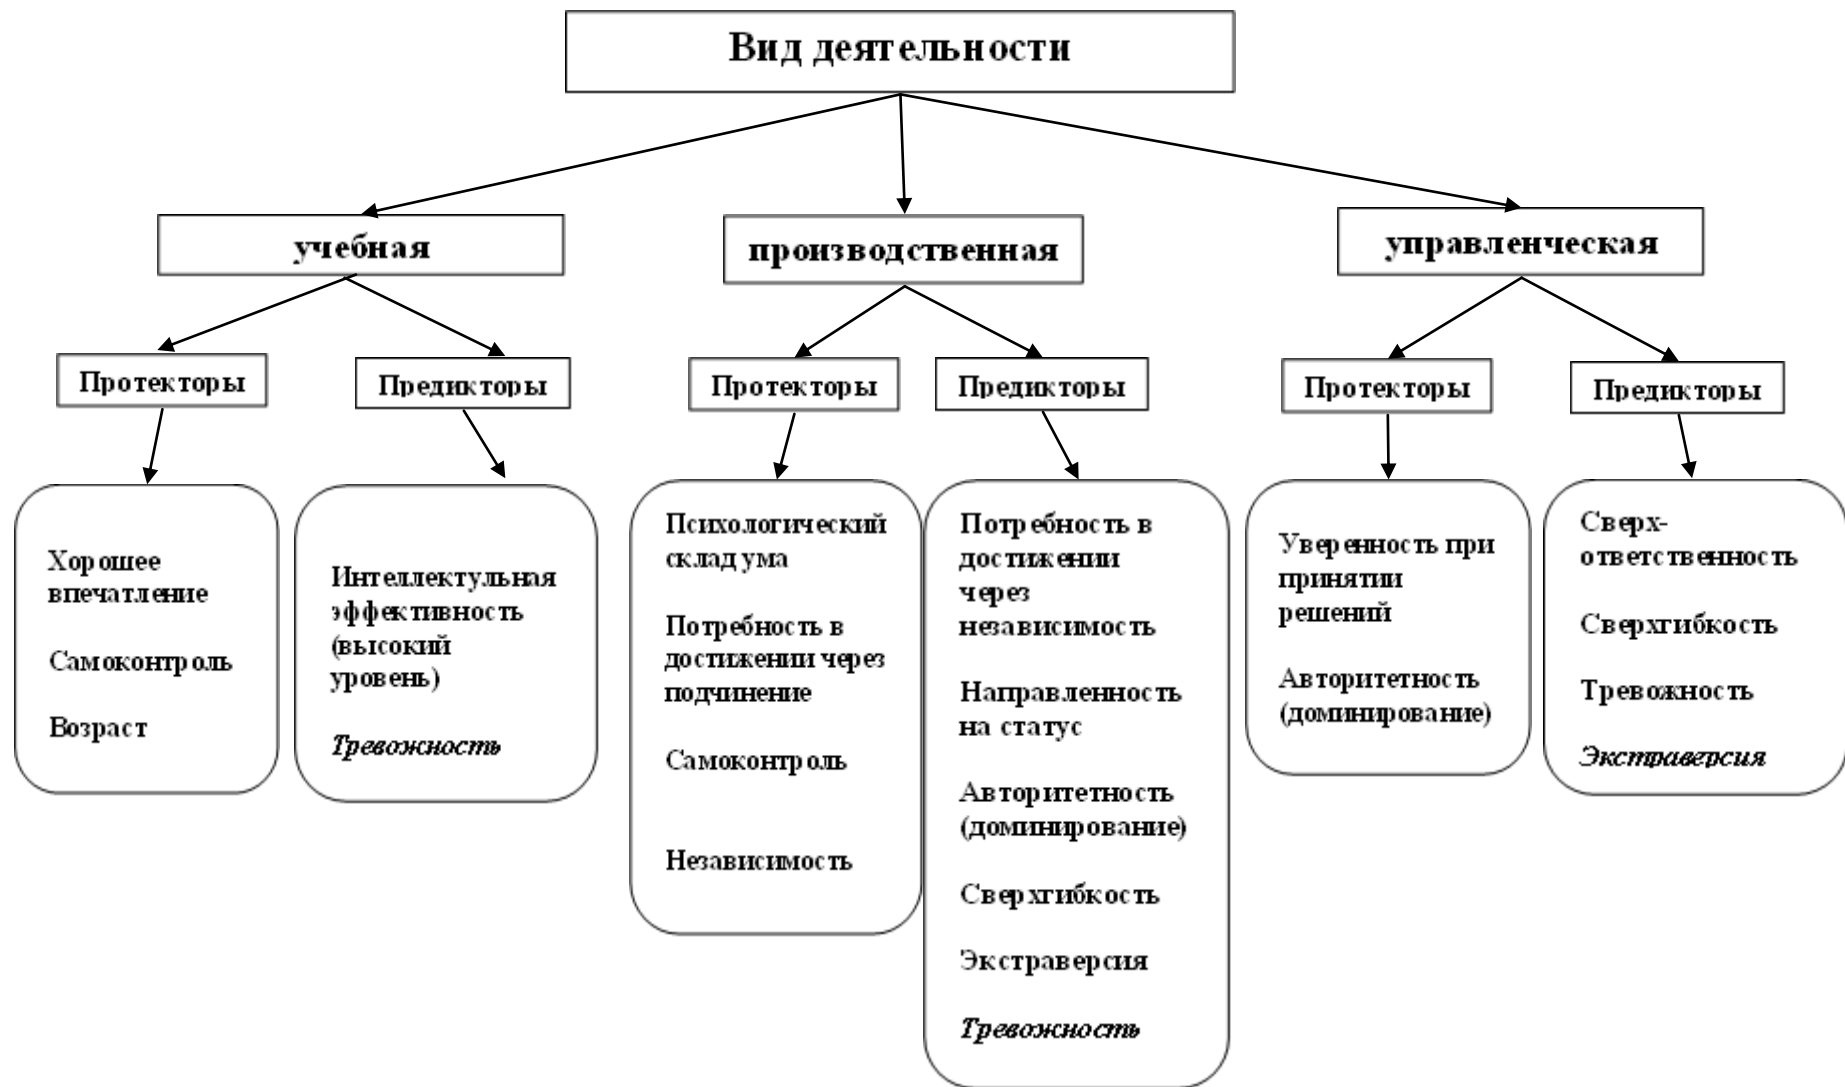 Вид деятельности
учебная
производственная
управленческая
Протекторы
Предикторы
Протекторы
Предикторы
Протекторы
Предикторы
Хорошее
впечатление
Самоконтроль
Возраст
Интеллектульная
эффективность
(высокий
уровень)
Тревожность
Психологический
склад ума
Потребность в
достижении через
подчинение
Самоконтроль
Независимость
Потребность в
достижении
через
независимость
Направленность
на статус
Авторитетность
(доминирование)
Сверхгибкость
Экстраверсия
Тревожность
Уверенность при
принятии
решений
Авторитетность
(доминирование)
Сверх-
ответственность
Сверхгибкость
Тревожность
Экстраверсия